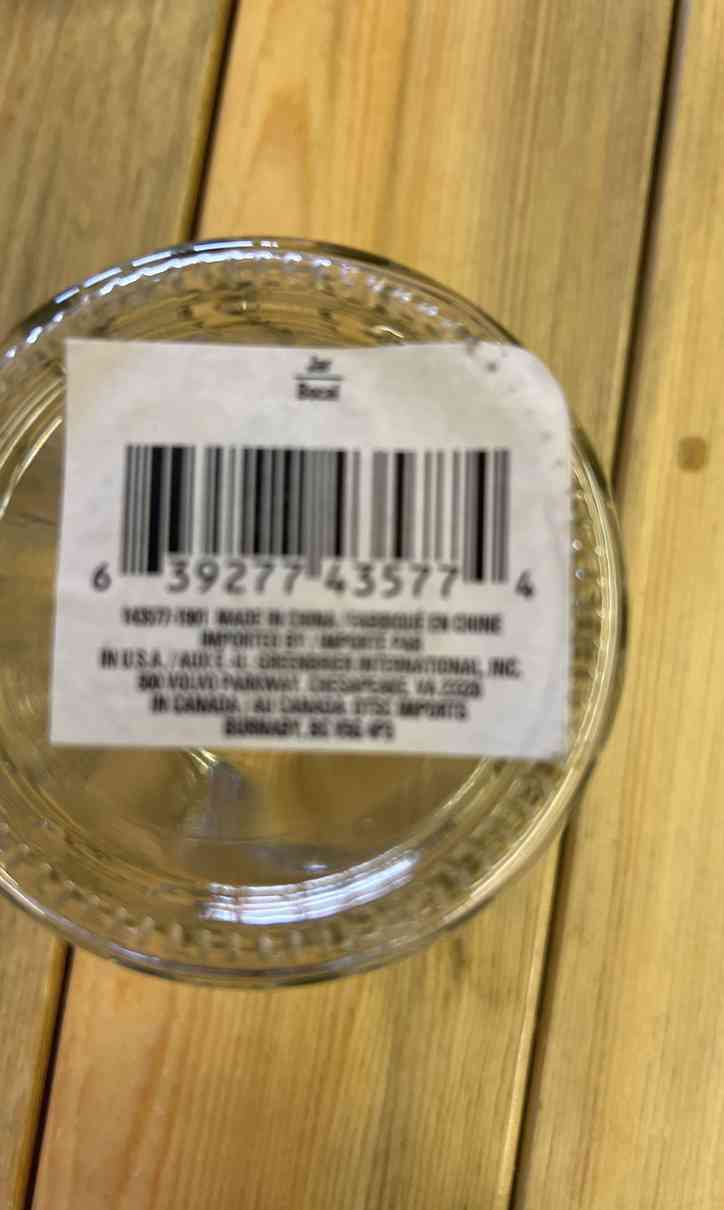 Jar
Bocal
6 39277 43577 4
143577-1901 MADE IN CHINA / FABRIQUÉ EN CHINE
IMPORTED BY / IMPORTÉ PAR
IN U.S.A. / AUX É.-U. GREENBRIER INTERNATIONAL, INC.
500 VOLVO PARKWAY, CHESAPEAKE, VA 23320
IN CANADA / AU CANADA DTSC IMPORTS
BURNABY, BC V5G 4P3